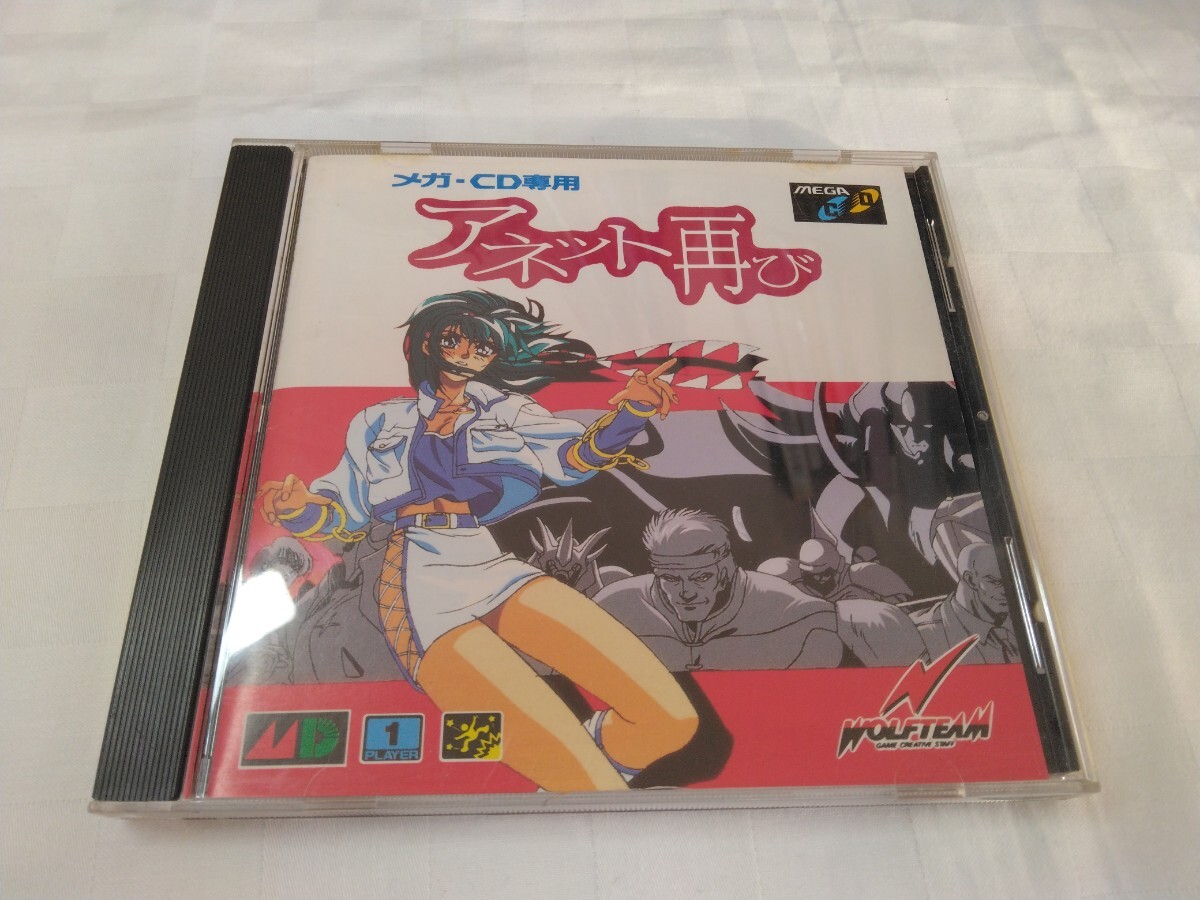 メガ-CD専用
MEGA
CD
アネット再び
MD
1
PLAYER
WOLFTEAM
GAME CREATIVE STAFF